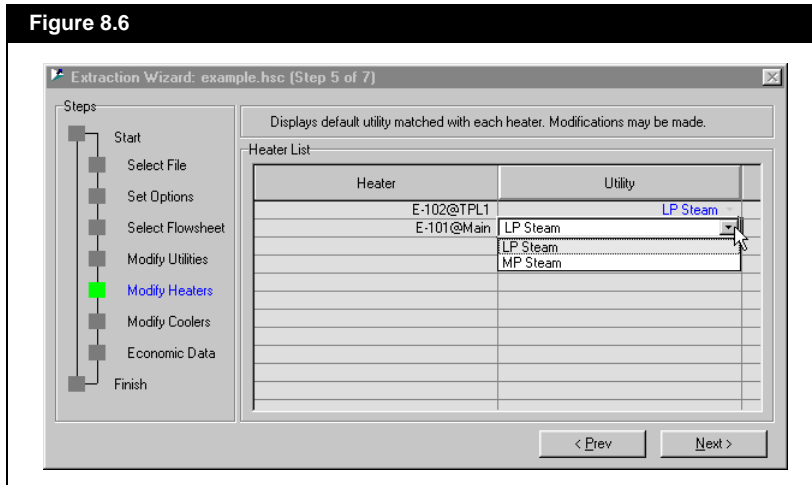 Figure 8.6
Extraction Wizard: example.hsc (Step 5 of 7)
Steps
Start
Select File
Set Options
Select Flowsheet
Modify Utilities
Modify Heaters
Modify Coolers
Economic Data
Finish
Displays default utility matched with each heater. Modifications may be made.
Heater List
Heater Utility
E-102@TPL1 LP Steam
E-101@Main LP Steam
LP Steam
MP Steam
< Prev Next >